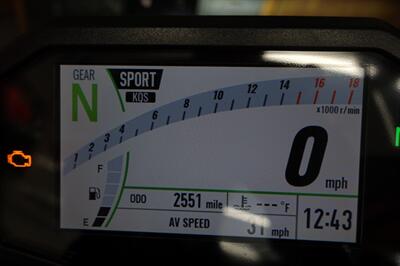 GEAR
N
SPORT
KQS
1 2 3 4 6 8 10 12 14 16 18
x1000 r/min
0 mph
F
E
ODO 2551 mile
--- °F
AV SPEED
31 mph
12:43